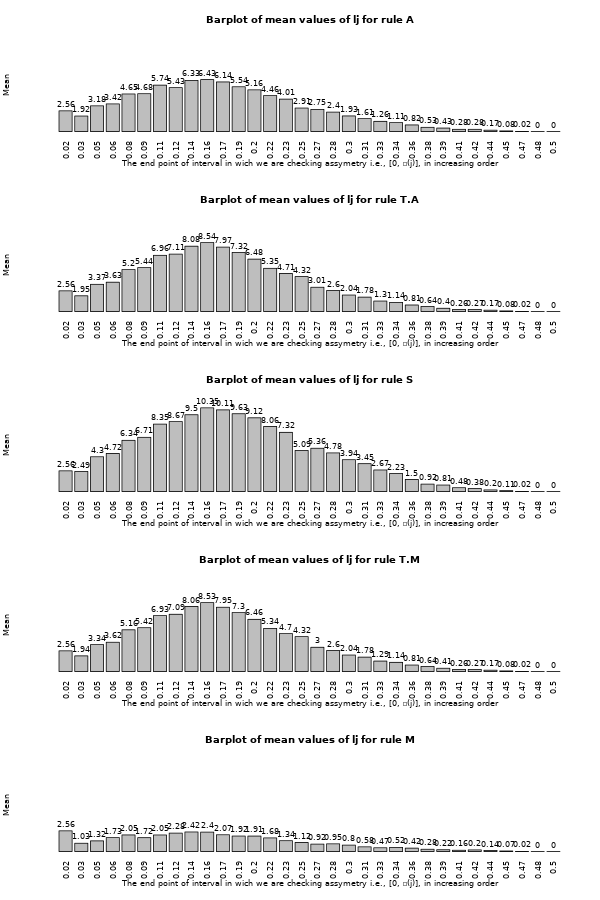 Barplot of mean values of lj for rule A
Mean
2.56 1.92 3.18 3.42 4.65 4.68 5.74 5.43 6.33 6.43 6.14 5.54 5.16 4.46 4.01 2.91 2.75 2.4 1.93 1.61 1.26 1.11 0.82 0.53 0.43 0.28 0.28 0.17 0.08 0.02 0 0
0.02 0.03 0.05 0.06 0.08 0.09 0.11 0.12 0.14 0.16 0.17 0.19 0.2 0.22 0.23 0.25 0.27 0.28 0.3 0.31 0.33 0.34 0.36 0.38 0.39 0.41 0.42 0.44 0.45 0.47 0.48 0.5
The end point of interval in wich we are checking assymetry i.e., [0, □(j)], in increasing order
Barplot of mean values of lj for rule T.A
Mean
2.56 1.95 3.37 3.63 5.2 5.44 6.96 7.11 8.08 8.54 7.97 7.32 6.48 5.35 4.71 4.32 3.01 2.6 2.04 1.78 1.3 1.14 0.81 0.64 0.4 0.26 0.27 0.17 0.08 0.02 0 0
0.02 0.03 0.05 0.06 0.08 0.09 0.11 0.12 0.14 0.16 0.17 0.19 0.2 0.22 0.23 0.25 0.27 0.28 0.3 0.31 0.33 0.34 0.36 0.38 0.39 0.41 0.42 0.44 0.45 0.47 0.48 0.5
The end point of interval in wich we are checking assymetry i.e., [0, □(j)], in increasing order
Barplot of mean values of lj for rule S
Mean
2.56 2.49 4.3 4.72 6.34 6.71 8.35 8.67 9.5 10.35 10.11 9.63 9.12 8.06 7.32 5.09 5.36 4.78 3.94 3.45 2.67 2.23 1.5 0.92 0.81 0.48 0.38 0.2 0.11 0.02 0 0
0.02 0.03 0.05 0.06 0.08 0.09 0.11 0.12 0.14 0.16 0.17 0.19 0.2 0.22 0.23 0.25 0.27 0.28 0.3 0.31 0.33 0.34 0.36 0.38 0.39 0.41 0.42 0.44 0.45 0.47 0.48 0.5
The end point of interval in wich we are checking assymetry i.e., [0, □(j)], in increasing order
Barplot of mean values of lj for rule T.M
Mean
2.56 1.94 3.34 3.62 5.16 5.42 6.93 7.09 8.06 8.53 7.95 7.3 6.46 5.34 4.7 4.32 3 2.6 2.04 1.78 1.29 1.14 0.81 0.64 0.41 0.26 0.27 0.17 0.08 0.02 0 0
0.02 0.03 0.05 0.06 0.08 0.09 0.11 0.12 0.14 0.16 0.17 0.19 0.2 0.22 0.23 0.25 0.27 0.28 0.3 0.31 0.33 0.34 0.36 0.38 0.39 0.41 0.42 0.44 0.45 0.47 0.48 0.5
The end point of interval in wich we are checking assymetry i.e., [0, □(j)], in increasing order
Barplot of mean values of lj for rule M
Mean
2.56 1.03 1.32 1.73 2.05 1.72 2.05 2.28 2.42 2.4 2.07 1.92 1.91 1.68 1.34 1.12 0.92 0.95 0.8 0.58 0.47 0.52 0.42 0.28 0.22 0.16 0.2 0.14 0.07 0.02 0 0
0.02 0.03 0.05 0.06 0.08 0.09 0.11 0.12 0.14 0.16 0.17 0.19 0.2 0.22 0.23 0.25 0.27 0.28 0.3 0.31 0.33 0.34 0.36 0.38 0.39 0.41 0.42 0.44 0.45 0.47 0.48 0.5
The end point of interval in wich we are checking assymetry i.e., [0, □(j)], in increasing order